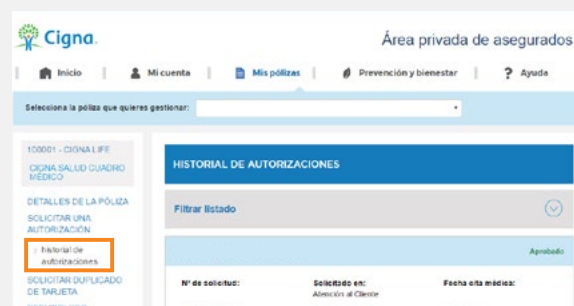 Cigna.
Área privada de asegurados
Inicio
Mi cuenta
Mis pólizas
Prevención y bienestar
? Ayuda
Selecciona la póliza que quieres gestionar:
100001 - CIGNA LIFE
CIGNA SALUD CUADRO
MÉDICO
DETALLES DE LA PÓLIZA
SOLICITAR UNA
AUTORIZACIÓN
> historial de
autorizaciones
SOLICITAR DUPLICADO
DE TARJETA
HISTORIAL DE AUTORIZACIONES
Filtrar listado
Aprobado
Nº de solicitud:
Solicitado en:
Atención al Cliente
Fecha cita médica: